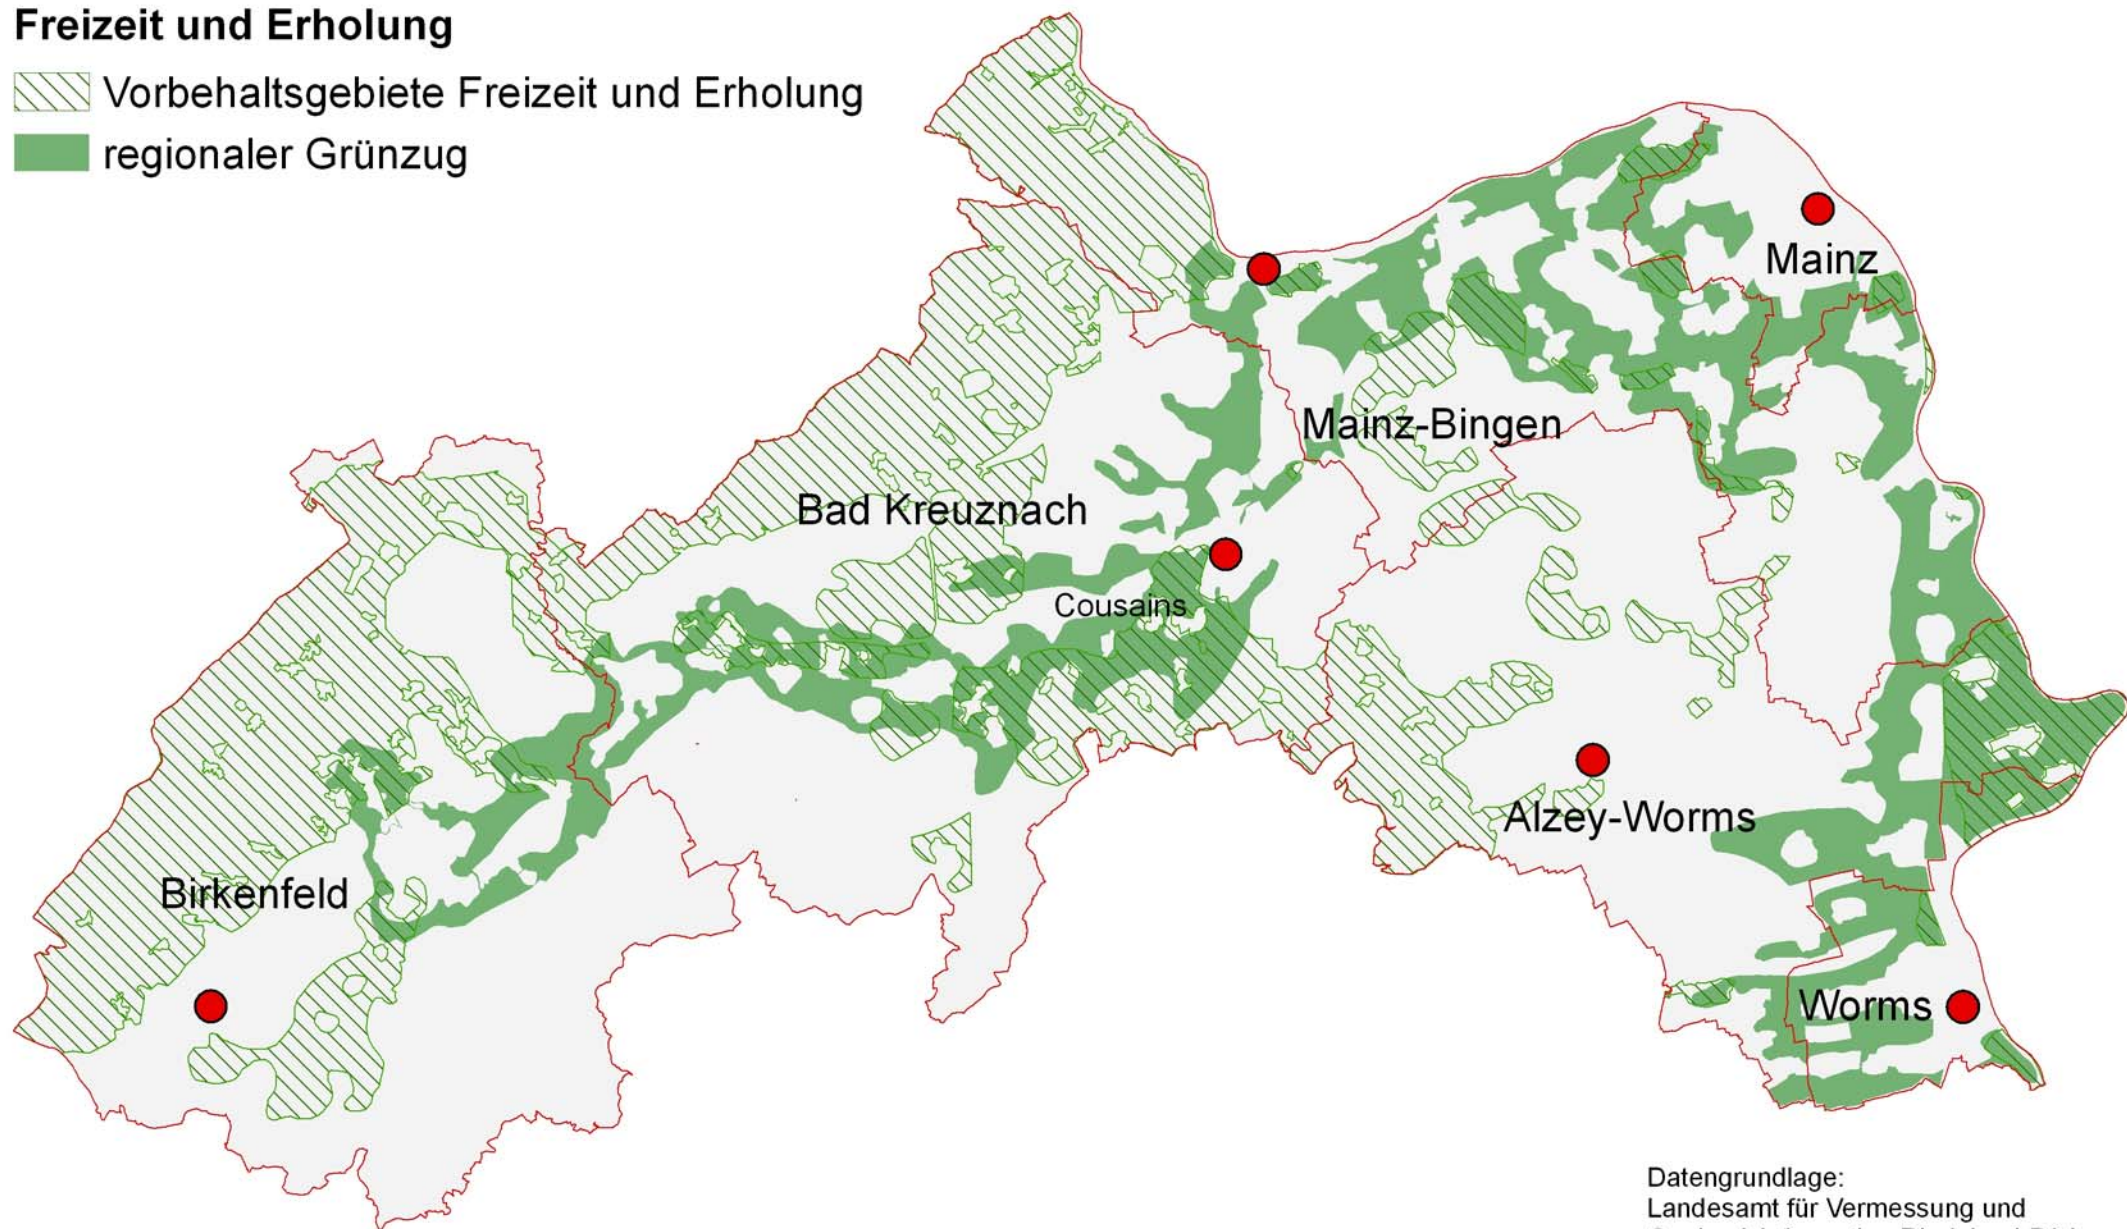 Freizeit und Erholung
Vorbehaltsgebiete Freizeit und Erholung
regionaler Grünzug
Mainz
Mainz-Bingen
Bad Kreuznach
Cousains
Alzey-Worms
Birkenfeld
Worms
Datengrundlage:
Landesamt für Vermessung und